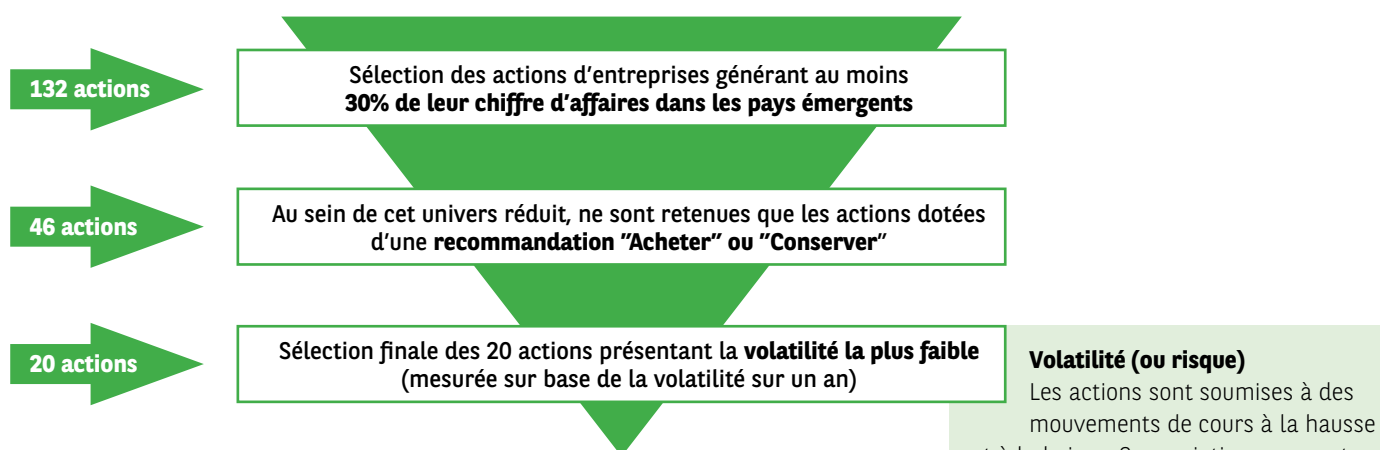 132 actions
Sélection des actions d'entreprises générant au moins
30% de leur chiffre d'affaires dans les pays émergents
46 actions
Au sein de cet univers réduit, ne sont retenues que les actions dotées
d'une recommandation "Acheter" ou "Conserver"
20 actions
Sélection finale des 20 actions présentant la volatilité la plus faible
(mesurée sur base de la volatilité sur un an)
Volatilité (ou risque)
Les actions sont soumises à des
mouvements de cours à la hausse